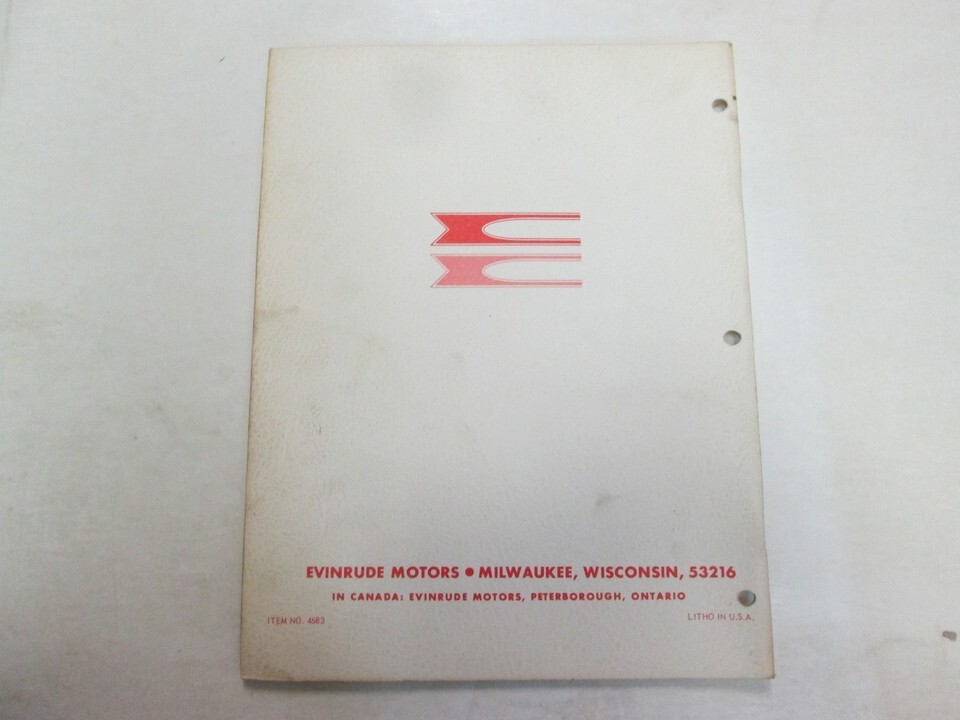 EVINRUDE MOTORS • MILWAUKEE, WISCONSIN, 53216
IN CANADA: EVINRUDE MOTORS, PETERBOROUGH, ONTARIO
ITEM NO. 4683 LITHO IN U.S.A.